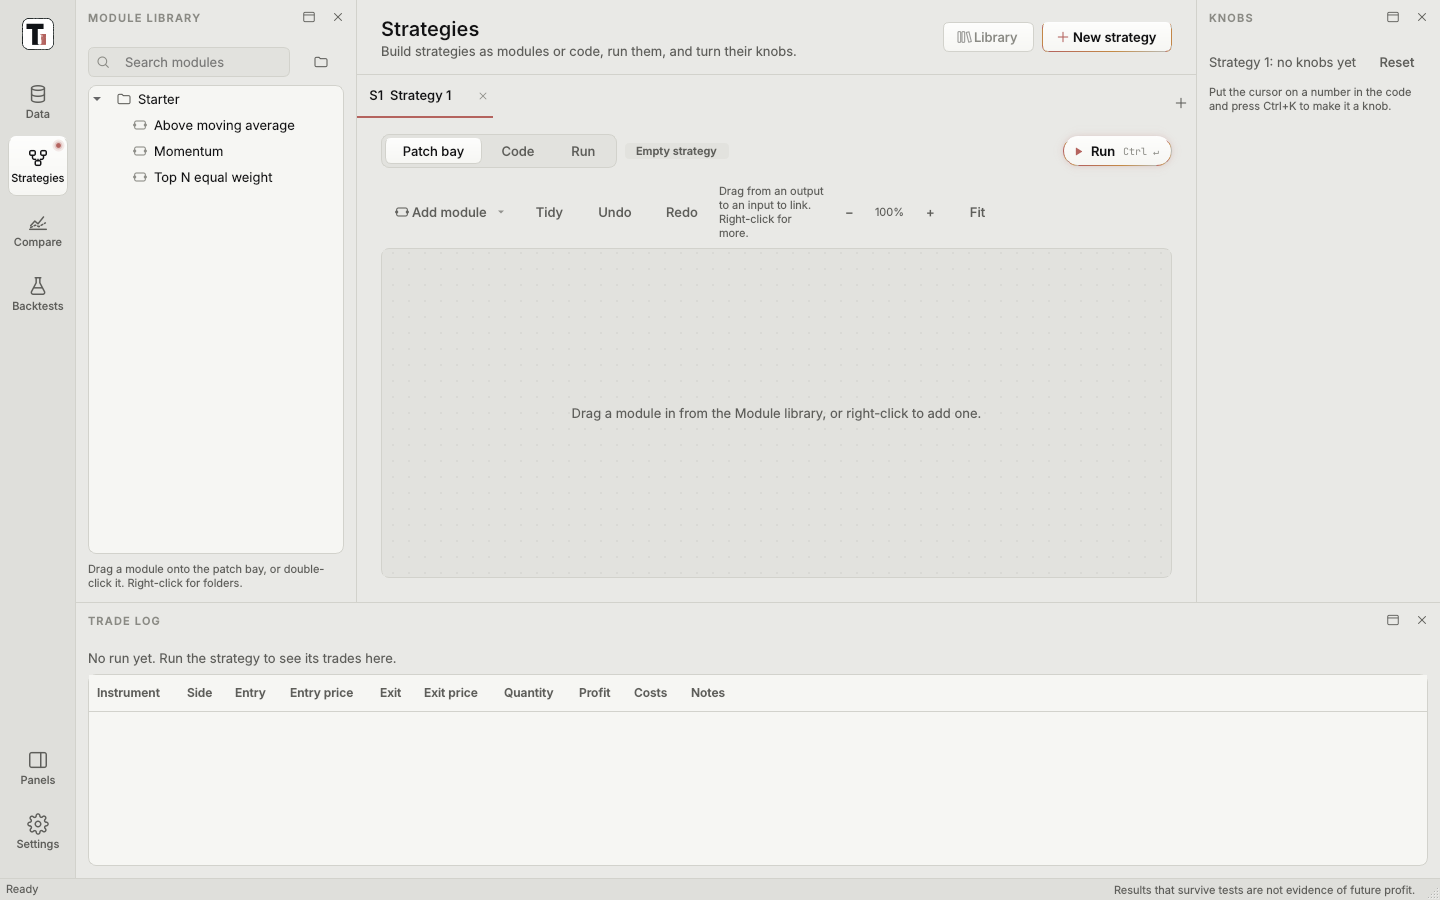 MODULE LIBRARY
Search modules
Starter
Above moving average
Momentum
Top N equal weight
Drag a module onto the patch bay, or double-
click it. Right-click for folders.
Data
Strategies
Compare
Backtests
Panels
Settings
Strategies
Build strategies as modules or code, run them, and turn their knobs.
Library
New strategy
S1 Strategy 1
Patch bay
Code
Run
Empty strategy
Run Ctrl ↵
Add module
Tidy
Undo
Redo
Drag from an output
to an input to link.
Right-click for
more.
− 100% +
Fit
Drag a module in from the Module library, or right-click to add one.
KNOBS
Strategy 1: no knobs yet
Reset
Put the cursor on a number in the code
and press Ctrl+K to make it a knob.
TRADE LOG
No run yet. Run the strategy to see its trades here.
Instrument Side Entry Entry price Exit Exit price Quantity Profit Costs Notes
Ready
Results that survive tests are not evidence of future profit.